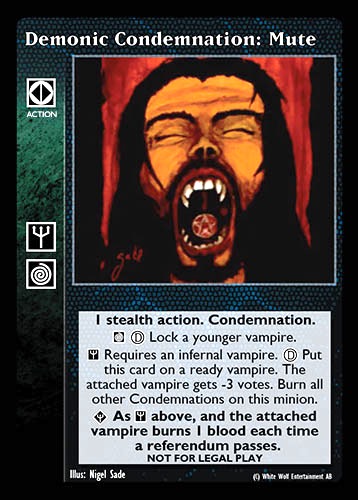 Demonic Condemnation: Mute
ACTION
sade
1 stealth action. Condemnation.
Ⓓ Lock a younger vampire.
Requires an infernal vampire. Ⓓ Put
this card on a ready vampire. The
attached vampire gets -3 votes. Burn all
other Condemnations on this minion.
As above, and the attached
vampire burns 1 blood each time
a referendum passes.
NOT FOR LEGAL PLAY
Illus: Nigel Sade
(C) White Wolf Entertainment AB